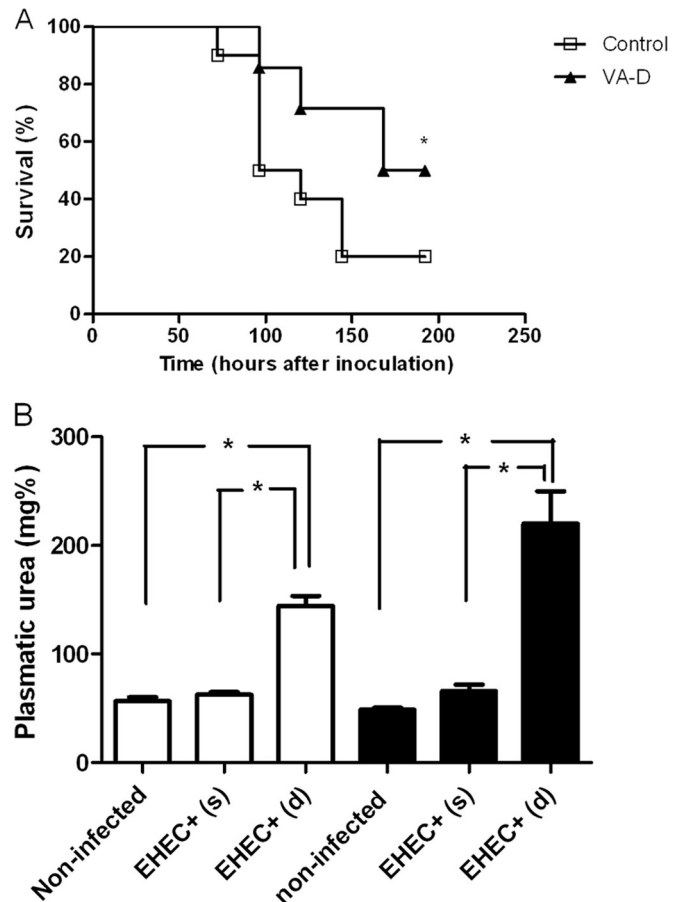 A
Survival (%)
100
80
60
40
20
0
0 50 100 150 200 250
Time (hours after inoculation)
Control
VA-D
*
B
Plasmatic urea (mg%)
300
200
100
0
* *
* *
Non-infected
EHEC+ (s)
EHEC+ (d)
non-infected
EHEC+ (s)
EHEC+ (d)